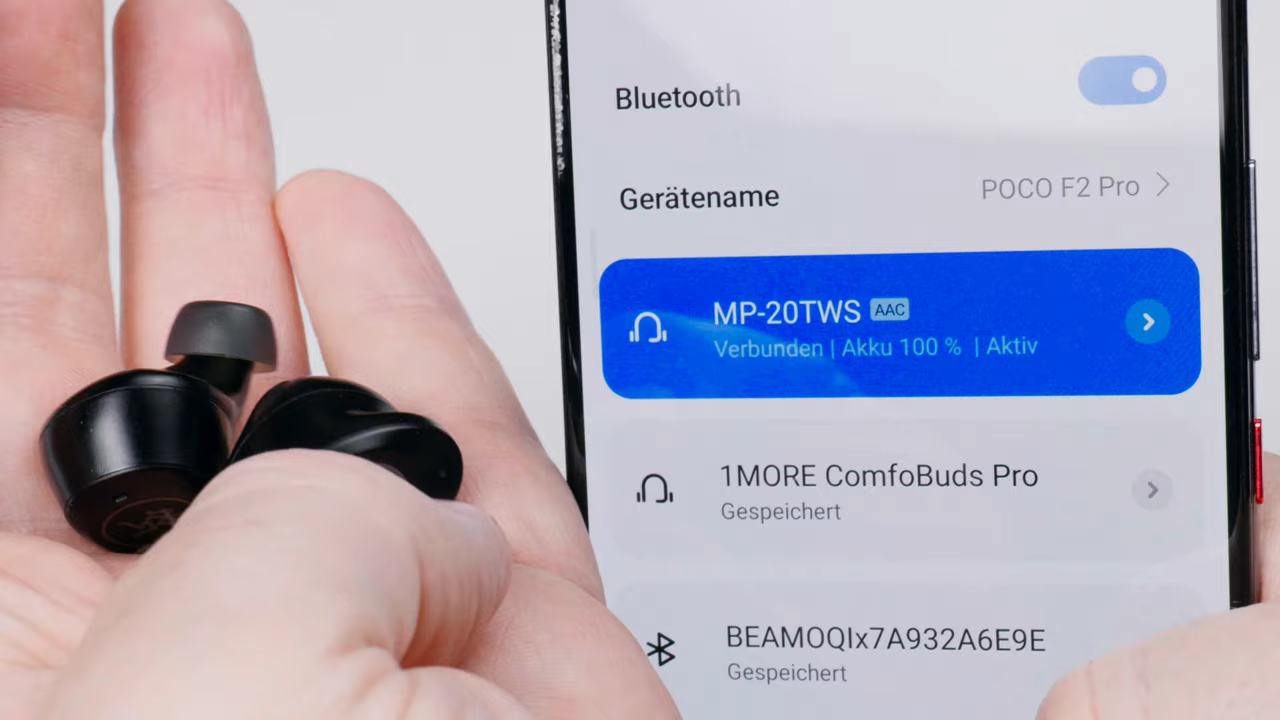 Bluetooth
Gerätename
POCO F2 Pro
MP-20TWS AAC
Verbunden | Akku 100 % | Aktiv
1MORE ComfoBuds Pro
Gespeichert
BEAMOQIx7A932A6E9E
Gespeichert